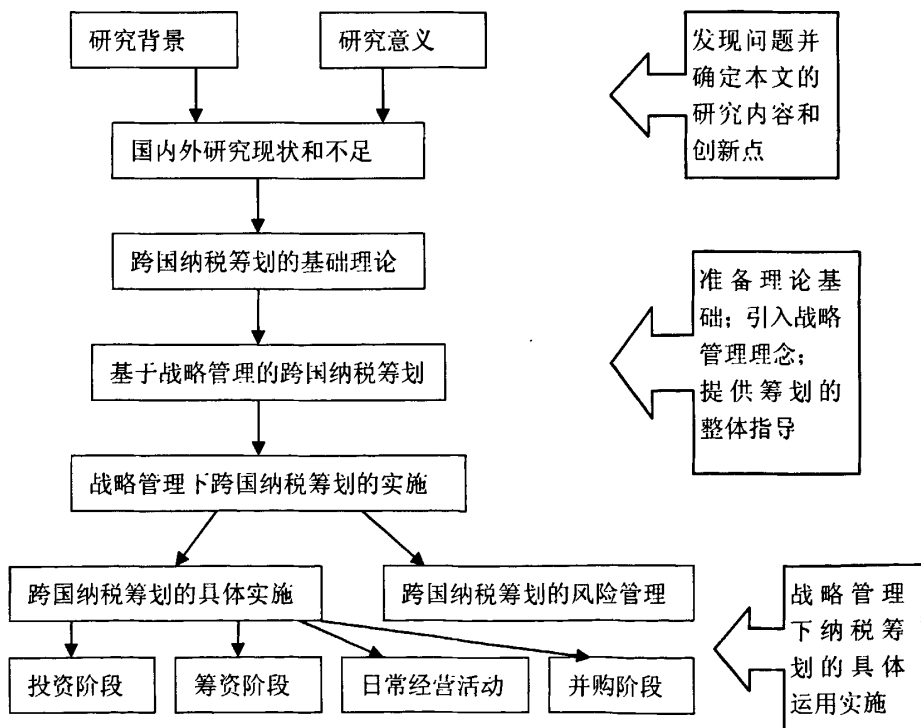 研究背景
研究意义
发现问题并
确定本文的
研究内容和
创新点
国内外研究现状和不足
跨国纳税筹划的基础理论
准备理论基
础；引入战略
管理理念；
提供筹划的
整体指导
基于战略管理的跨国纳税筹划
战略管理下跨国纳税筹划的实施
跨国纳税筹划的具体实施
跨国纳税筹划的风险管理
战略管理
下纳税筹
划的具体
运用实施
投资阶段
筹资阶段
日常经营活动
并购阶段